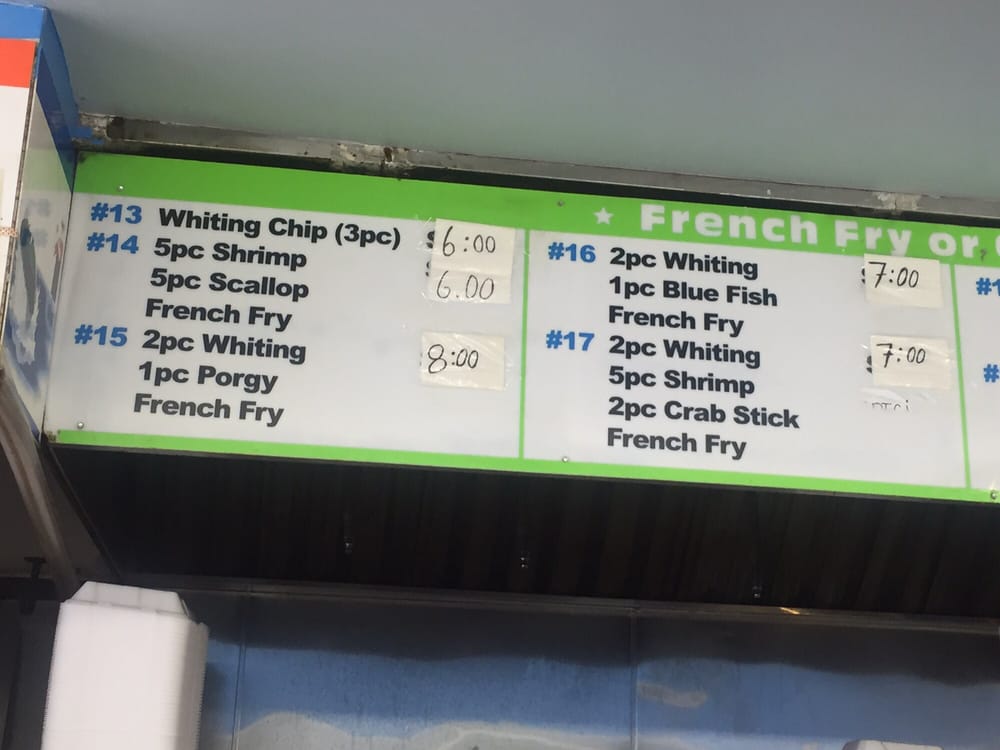 French Fry or
#13 Whiting Chip (3pc) $6:00
#14 5pc Shrimp 6.00
5pc Scallop
French Fry
#15 2pc Whiting 8:00
1pc Porgy
French Fry
#16 2pc Whiting 7:00
1pc Blue Fish
French Fry
#17 2pc Whiting 7:00
5pc Shrimp
2pc Crab Stick
French Fry